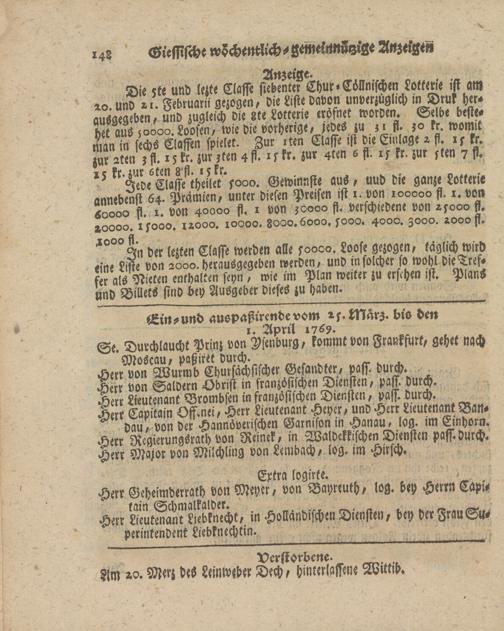 148 Giessische wöchentlich-gemeinnüzige Anzeigen
Anzeige.
Die 5te und lezte Classe siebenter Chur-Cöllnischen Lotterie ist am
20. und 21. Februarii gezogen, die Liste davon unverzüglich in Druk her-
ausgegeben, und zugleich die 8te Lotterie eröfnet worden. Selbe beste-
het aus 50000. Loosen, wie die vorherige, jedes zu 31 fl. 30 kr. womit
man in sechs Classen spielet. Zur 1ten Classe ist die Einlage 2 fl. 15 kr.
zur 2ten 3 fl. 15 kr. zur 3ten 4 fl. 15 kr. zur 4ten 6 fl. 15 kr. zur 5ten 7 fl.
15 kr. zur 6ten 8 fl. 15 kr.
Jede Classe theilet 5000. Gewinnste aus, und die ganze Lotterie
annebenst 64. Prämien, unter diesen Preisen ist 1. von 100000 fl. 1. von
60000 fl. 1. von 40000 fl. 1 von 30000 fl. verschiedene von 25000 fl.
20000. 15000. 12000. 10000. 8000. 6000. 5000. 4000. 3000. 2000 fl.
1000 fl.
In der lezten Classe werden alle 50000. Loose gezogen, täglich wird
eine Liste von 2000. herausgegeben werden, und in solcher so wohl die Tref-
fer als Nieten enthalten seyn, wie im Plan weiter zu ersehen ist. Plans
und Billets sind bey Ausgeber dieses zu haben.
Ein- und auspaßirende vom 25. März. bis den
1. April 1769.
Se. Durchlaucht Prinz von Ysenburg, kommt von Frankfurt, gehet nach
Moscau, paßiret durch.
Herr von Wurmb Chursächsischer Gesandter, pass. durch.
Herr von Saldern Obrist in französischen Diensten, pass. durch.
Herr Lieutenant Brombsen in französischen Diensten, pass. durch.
Herr Capitain Off.nei, Herr Lieutenant Heyer, und Herr Lieutenant Ban-
dau, von der Hannöverischen Garnison in Hanau, log. im Einhorn.
Herr Regierungsrath von Reinek, in Waldekkischen Diensten pass. durch.
Herr Major von Milchling von Lembach, log. im Hirsch.
Extra logirte.
Herr Geheimderrath von Meyer, von Bayreuth, log. bey Herrn Capi-
tain Schmalkalder.
Herr Lieutenant Liebknecht, in Holländischen Diensten, bey der Frau Su-
perintendent Liebknechtin.
Verstorbene.
Am 20. Merz des Leinweber Dech, hinterlassene Wittib.